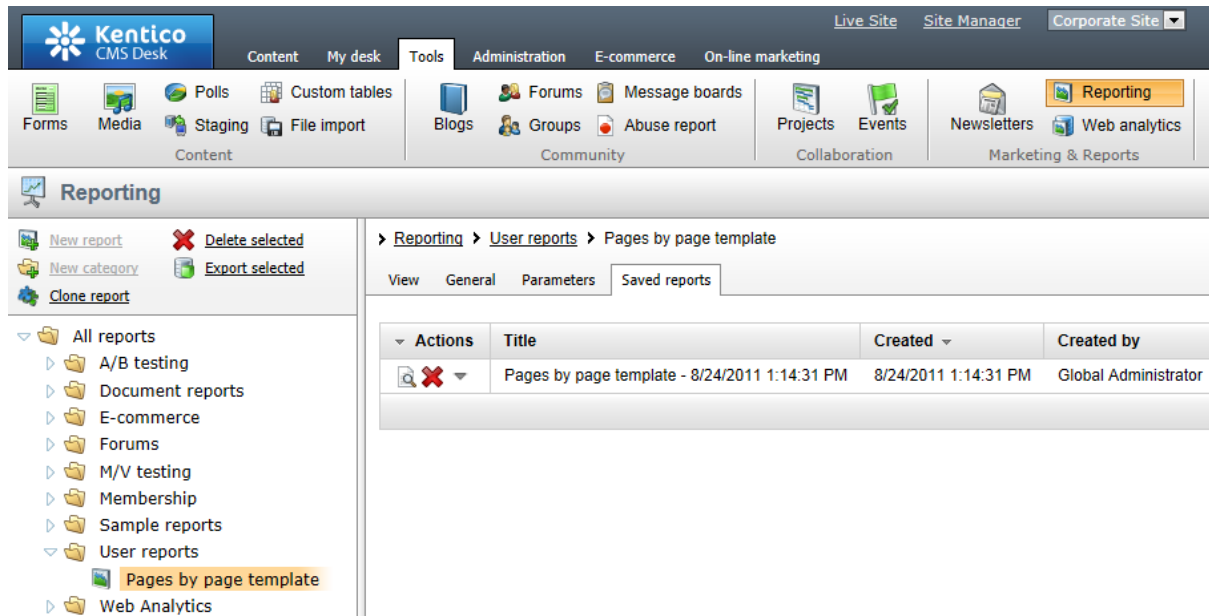 Kentico
CMS Desk
Live Site Site Manager Corporate Site
Content My desk Tools Administration E-commerce On-line marketing
Forms Media Polls Custom tables Blogs Forums Message boards Projects Events Newsletters Reporting
Staging File import Groups Abuse report Web analytics
Content Community Collaboration Marketing & Reports
Reporting
New report Delete selected
New category Export selected
Clone report
All reports
A/B testing
Document reports
E-commerce
Forums
M/V testing
Membership
Sample reports
User reports
Pages by page template
Web Analytics
Reporting User reports Pages by page template
View General Parameters Saved reports
Actions Title Created Created by
Pages by page template - 8/24/2011 1:14:31 PM 8/24/2011 1:14:31 PM Global Administrator